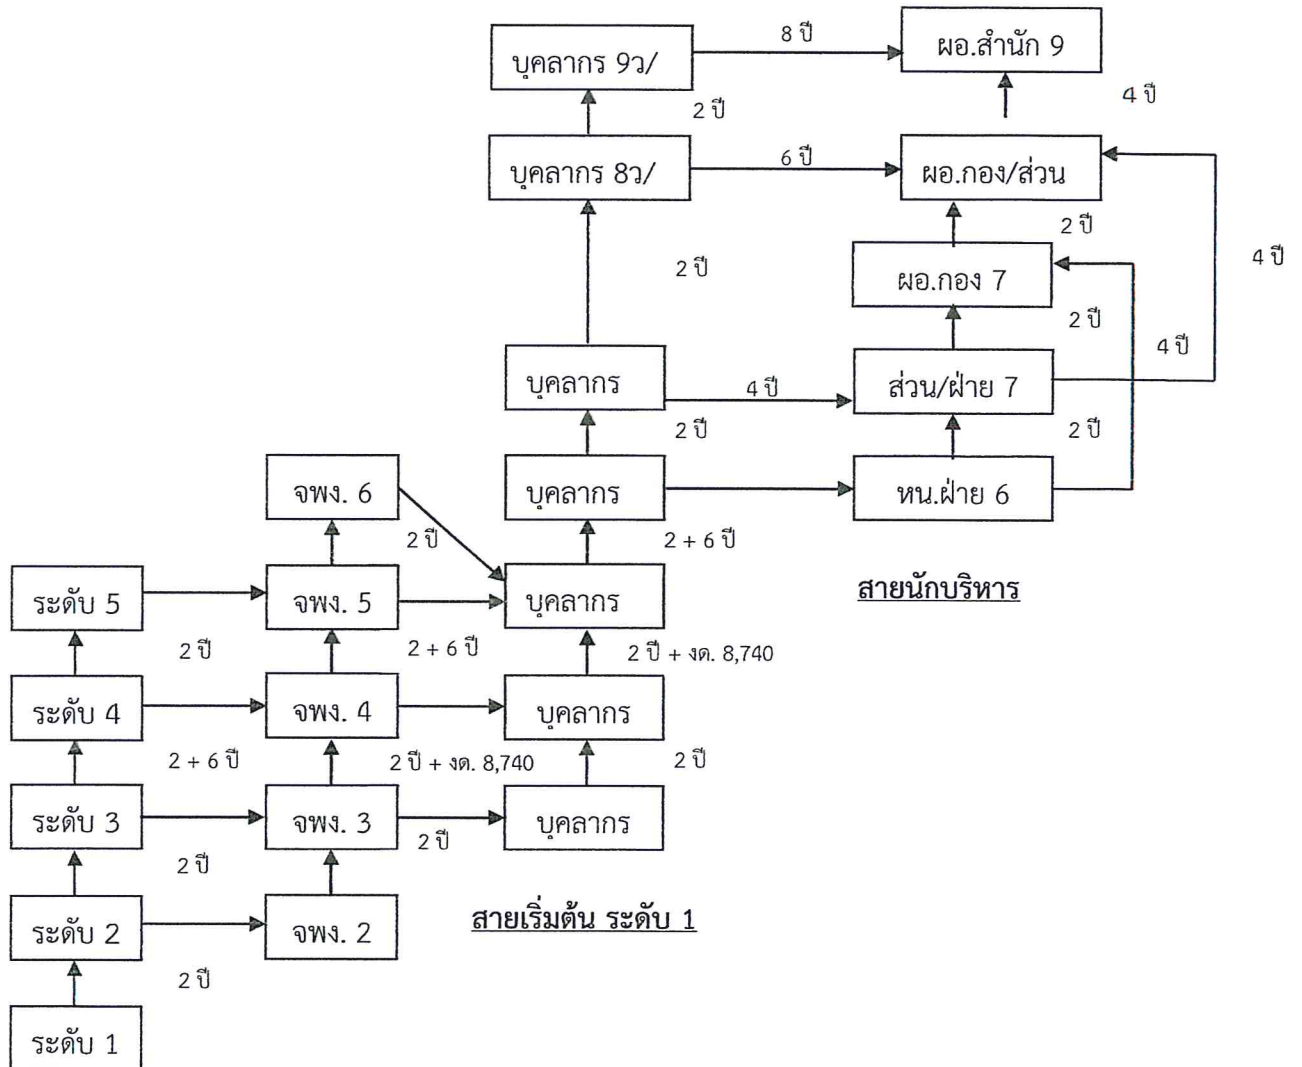 8 ปี
ผอ.สำนัก 9
บุคลากร 9ว/
2 ปี
4 ปี
บุคลากร 8ว/
6 ปี
ผอ.กอง/ส่วน
2 ปี
2 ปี
4 ปี
ผอ.กอง 7
2 ปี
4 ปี
บุคลากร
4 ปี
ส่วน/ฝ่าย 7
2 ปี
2 ปี
จพง. 6
บุคลากร
หน.ฝ่าย 6
2 ปี
2 + 6 ปี
ระดับ 5
จพง. 5
บุคลากร
สายนักบริหาร
2 ปี
2 + 6 ปี
2 ปี + งด. 8,740
ระดับ 4
จพง. 4
บุคลากร
2 + 6 ปี
2 ปี + งด. 8,740
2 ปี
ระดับ 3
จพง. 3
บุคลากร
2 ปี
2 ปี
ระดับ 2
จพง. 2
สายเริ่มต้น ระดับ 1
2 ปี
ระดับ 1